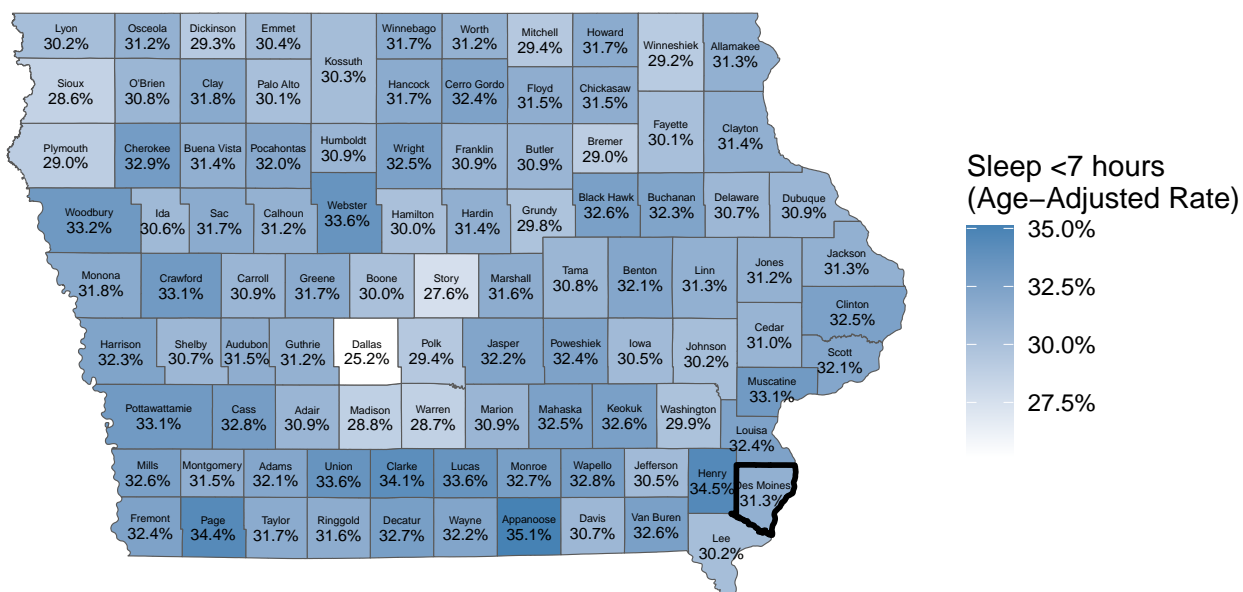 Lyon
30.2%
Osceola
31.2%
Dickinson
29.3%
Emmet
30.4%
Kossuth
30.3%
Winnebago
31.7%
Worth
31.2%
Mitchell
29.4%
Howard
31.7%
Winneshiek
29.2%
Allamakee
31.3%
Sioux
28.6%
O'Brien
30.8%
Clay
31.8%
Palo Alto
30.1%
Hancock
31.7%
Cerro Gordo
32.4%
Floyd
31.5%
Chickasaw
31.5%
Fayette
30.1%
Clayton
31.4%
Plymouth
29.0%
Cherokee
32.9%
Buena Vista
31.4%
Pocahontas
32.0%
Humboldt
30.9%
Wright
32.5%
Franklin
30.9%
Butler
30.9%
Bremer
29.0%
Woodbury
33.2%
Ida
30.6%
Sac
31.7%
Calhoun
31.2%
Webster
33.6%
Hamilton
30.0%
Hardin
31.4%
Grundy
29.8%
Black Hawk
32.6%
Buchanan
32.3%
Delaware
30.7%
Dubuque
30.9%
Monona
31.8%
Crawford
33.1%
Carroll
30.9%
Greene
31.7%
Boone
30.0%
Story
27.6%
Marshall
31.6%
Tama
30.8%
Benton
32.1%
Linn
31.3%
Jones
31.2%
Jackson
31.3%
Clinton
32.5%
Harrison
32.3%
Shelby
30.7%
Audubon
31.5%
Guthrie
31.2%
Dallas
25.2%
Polk
29.4%
Jasper
32.2%
Poweshiek
32.4%
Iowa
30.5%
Johnson
30.2%
Cedar
31.0%
Scott
32.1%
Muscatine
33.1%
Pottawattamie
33.1%
Cass
32.8%
Adair
30.9%
Madison
28.8%
Warren
28.7%
Marion
30.9%
Mahaska
32.5%
Keokuk
32.6%
Washington
29.9%
Louisa
32.4%
Mills
32.6%
Montgomery
31.5%
Adams
32.1%
Union
33.6%
Clarke
34.1%
Lucas
33.6%
Monroe
32.7%
Wapello
32.8%
Jefferson
30.5%
Henry
34.5%
Des Moines
31.3%
Fremont
32.4%
Page
34.4%
Taylor
31.7%
Ringgold
31.6%
Decatur
32.7%
Wayne
32.2%
Appanoose
35.1%
Davis
30.7%
Van Buren
32.6%
Lee
30.2%
Sleep <7 hours
(Age−Adjusted Rate)
35.0%
32.5%
30.0%
27.5%